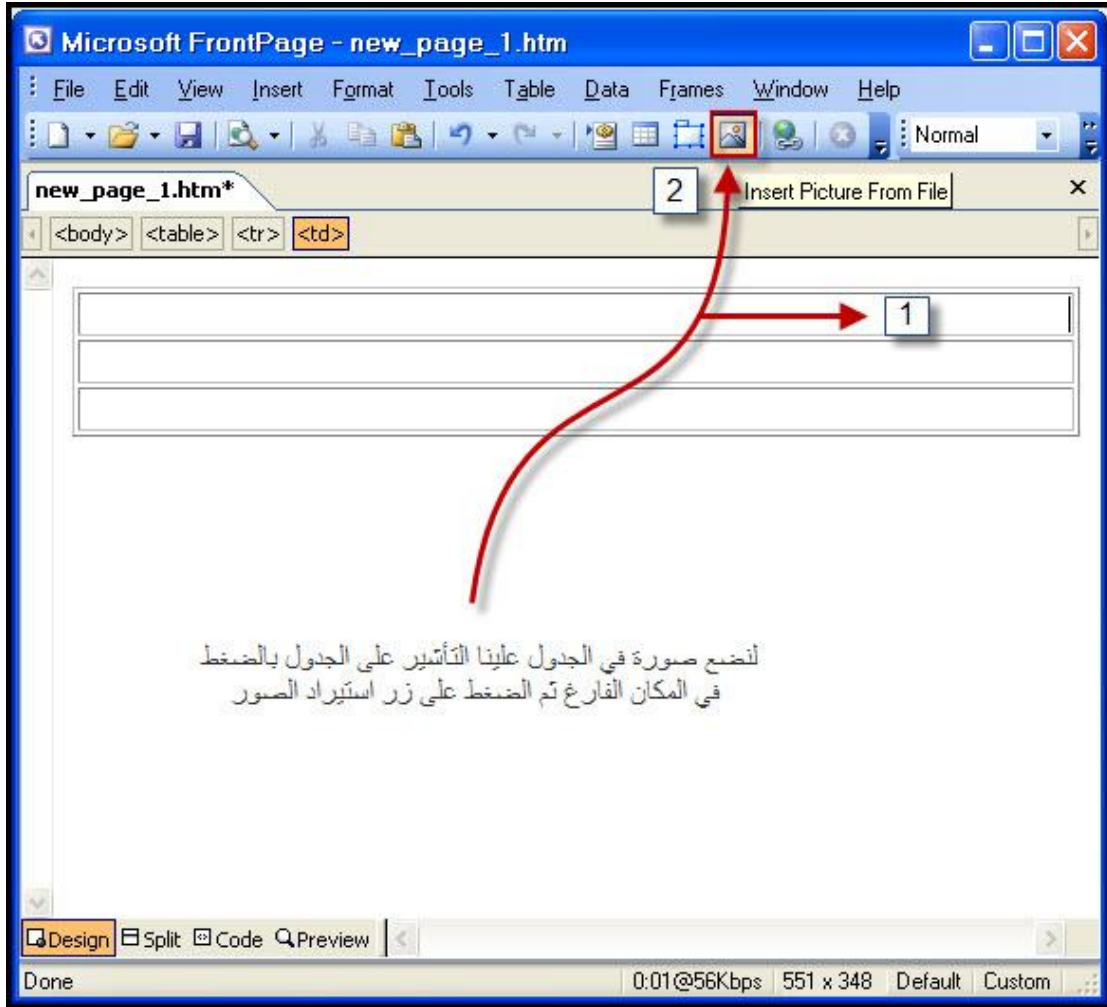 Microsoft FrontPage - new_page_1.htm
File Edit View Insert Format Tools Table Data Frames Window Help
Normal
new_page_1.htm*
2
Insert Picture From File
<body> <table> <tr> <td>
1
لنضع صورة في الجدول علينا التأشير على الجدول بالضغط
في المكان الفارغ ثم الضغط على زر استيراد الصور
Design Split Code Preview
Done 0:01@56Kbps 551 x 348 Default Custom